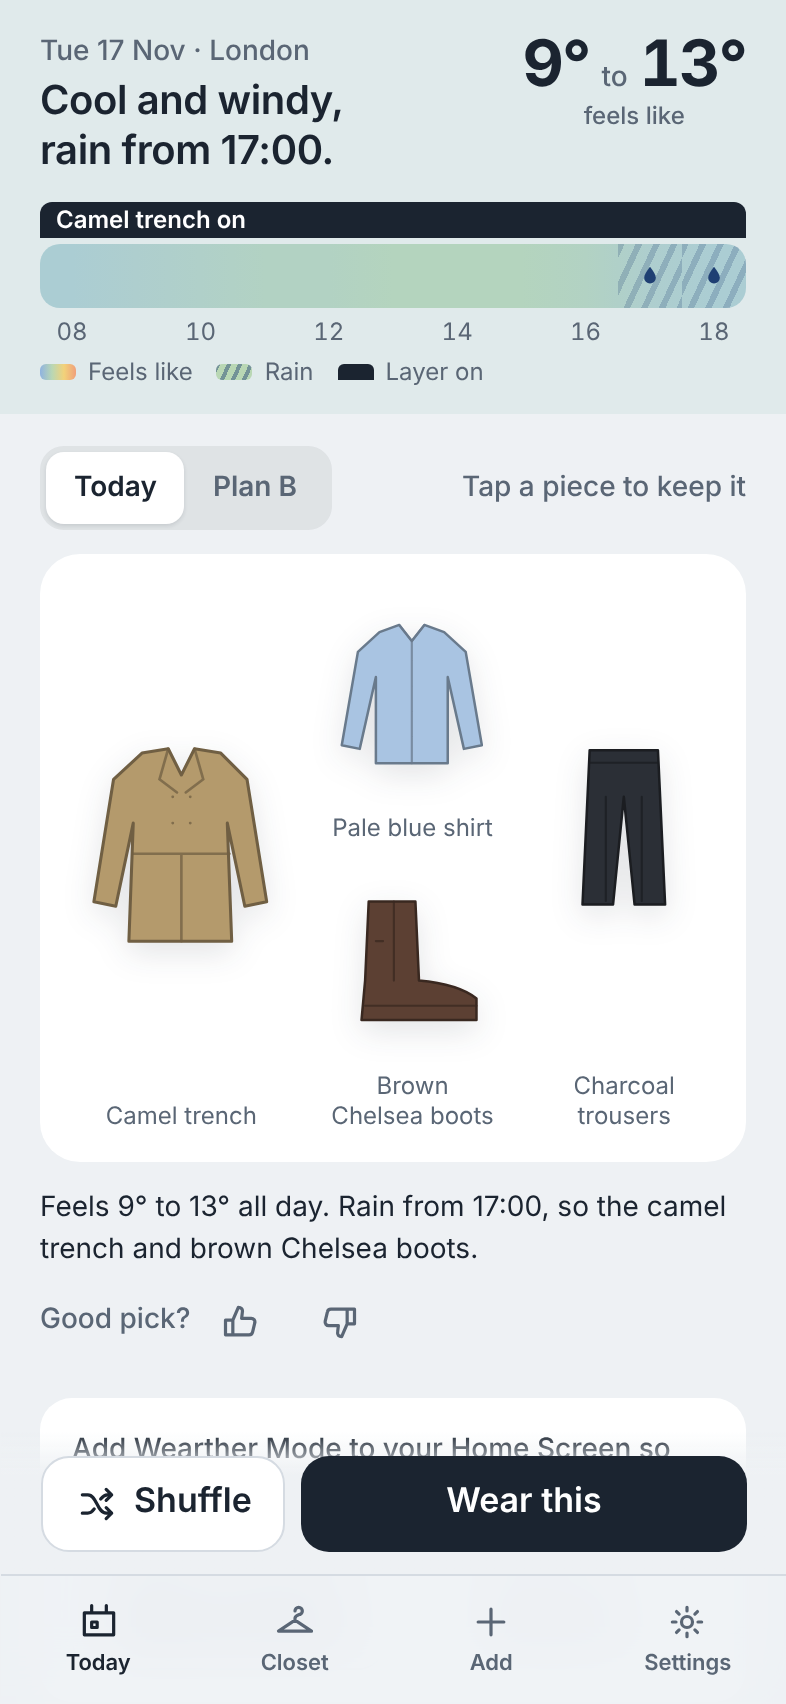 Tue 17 Nov · London
Cool and windy,
rain from 17:00.
9° to 13°
feels like
Camel trench on
08 10 12 14 16 18
Feels like Rain Layer on
Today Plan B Tap a piece to keep it
Pale blue shirt
Camel trench
Brown
Chelsea boots
Charcoal
trousers
Feels 9° to 13° all day. Rain from 17:00, so the camel
trench and brown Chelsea boots.
Good pick?
Add Wearther Mode to your Home Screen so
Shuffle Wear this
Today Closet Add Settings